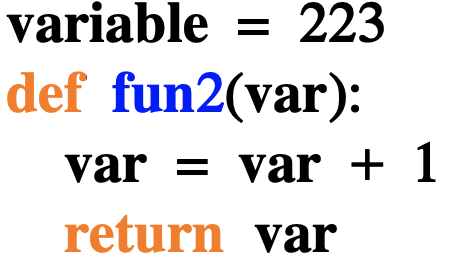 variable = 223
def fun2(var):
    var = var + 1
    return var